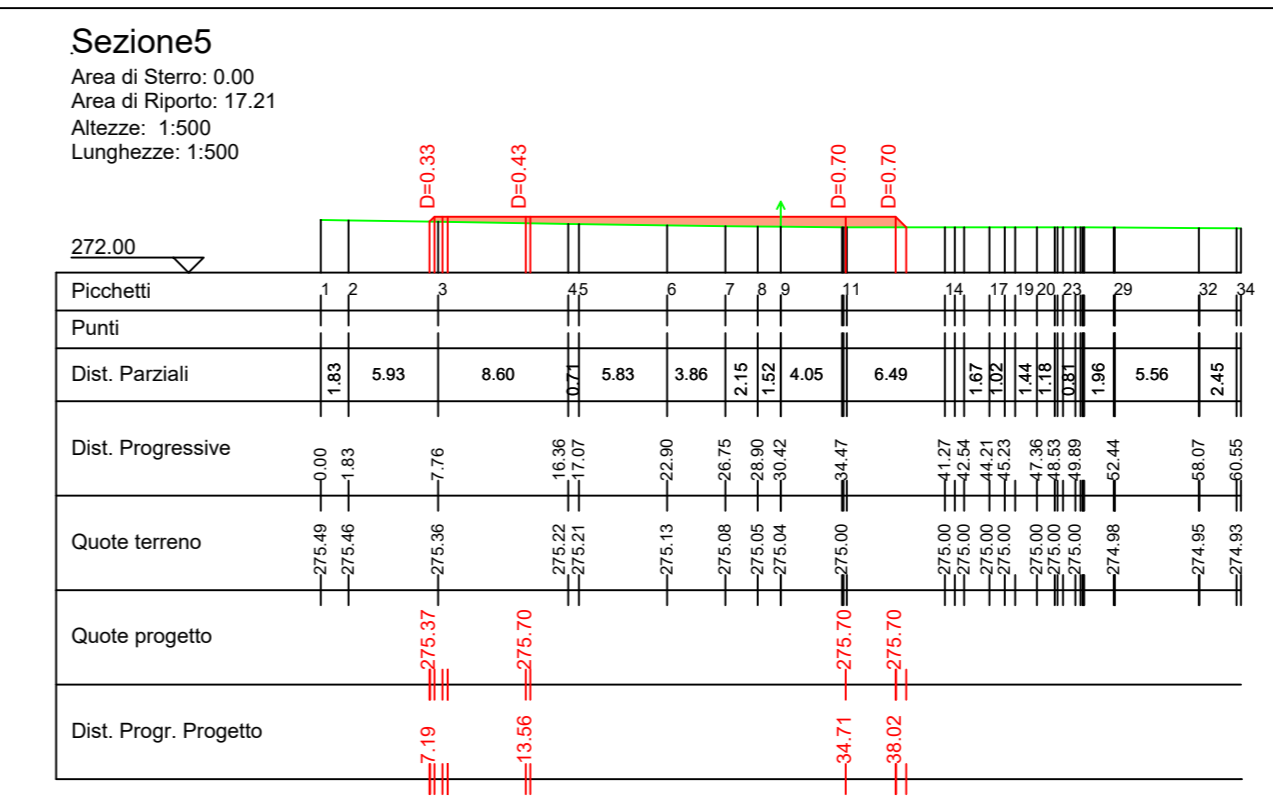 Sezione5
Area di Sterro: 0.00
Area di Riporto: 17.21
Altezze: 1:500
Lunghezze: 1:500
D=0.33 D=0.43 D=0.70 D=0.70
272.00
Picchetti 1 2 3 4 5 6 7 8 9 11 14 17 19 20 23 29 32 34
Punti
Dist. Parziali 1.83 5.93 8.60 0.71 5.83 3.86 2.15 1.52 4.05 6.49 1.67 1.02 1.44 1.18 0.81 1.96 5.56 2.45
Dist. Progressive 0.00 1.83 7.76 16.36 17.07 22.90 26.75 28.90 30.42 34.47 41.27 42.54 44.21 45.23 47.36 48.53 49.89 52.44 58.07 60.55
Quote terreno 275.49 275.46 275.36 275.22 275.21 275.13 275.08 275.05 275.04 275.00 275.00 275.00 275.00 275.00 275.00 275.00 275.00 274.98 274.95 274.93
Quote progetto 275.37 275.70 275.70 275.70
Dist. Progr. Progetto 7.19 13.56 34.71 38.02